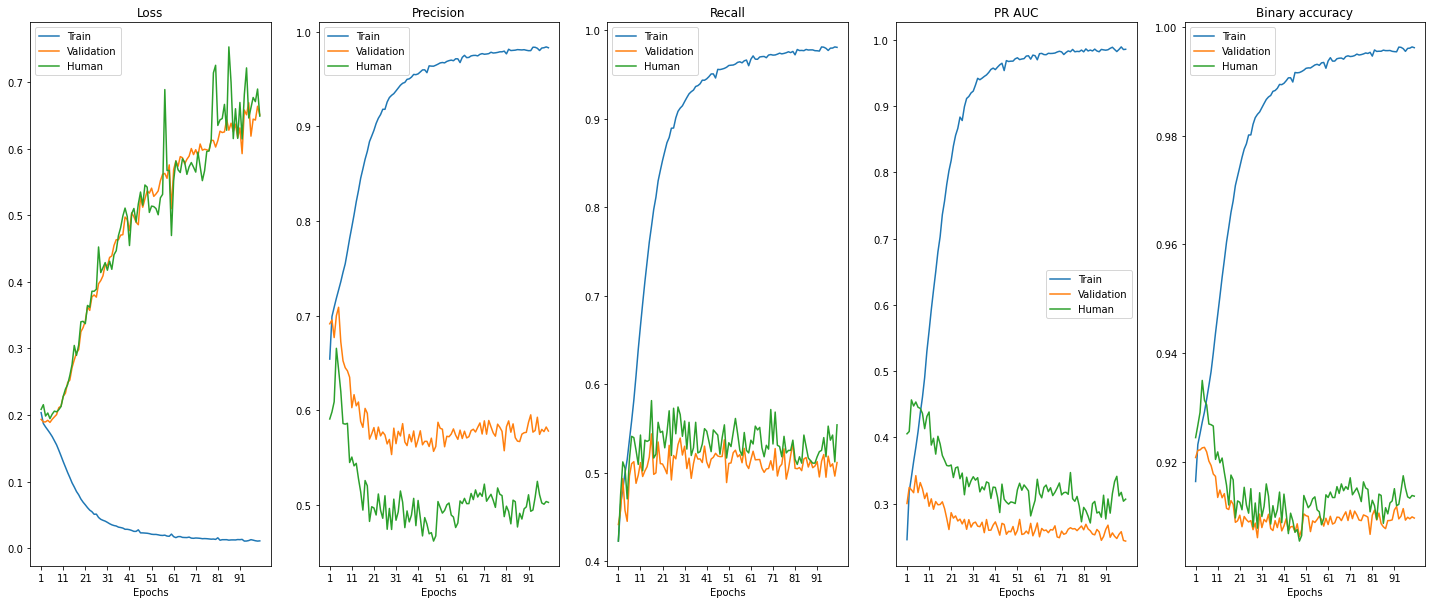 Loss
Train
Validation
Human
0.7
0.6
0.5
0.4
0.3
0.2
0.1
0.0
1 11 21 31 41 51 61 71 81 91
Epochs
Precision
Train
Validation
Human
1.0
0.9
0.8
0.7
0.6
0.5
1 11 21 31 41 51 61 71 81 91
Epochs
Recall
Train
Validation
Human
1.0
0.9
0.8
0.7
0.6
0.5
0.4
1 11 21 31 41 51 61 71 81 91
Epochs
PR AUC
1.0
0.9
0.8
0.7
0.6
0.5
0.4
0.3
Train
Validation
Human
1 11 21 31 41 51 61 71 81 91
Epochs
Binary accuracy
Train
Validation
Human
1.00
0.98
0.96
0.94
0.92
1 11 21 31 41 51 61 71 81 91
Epochs